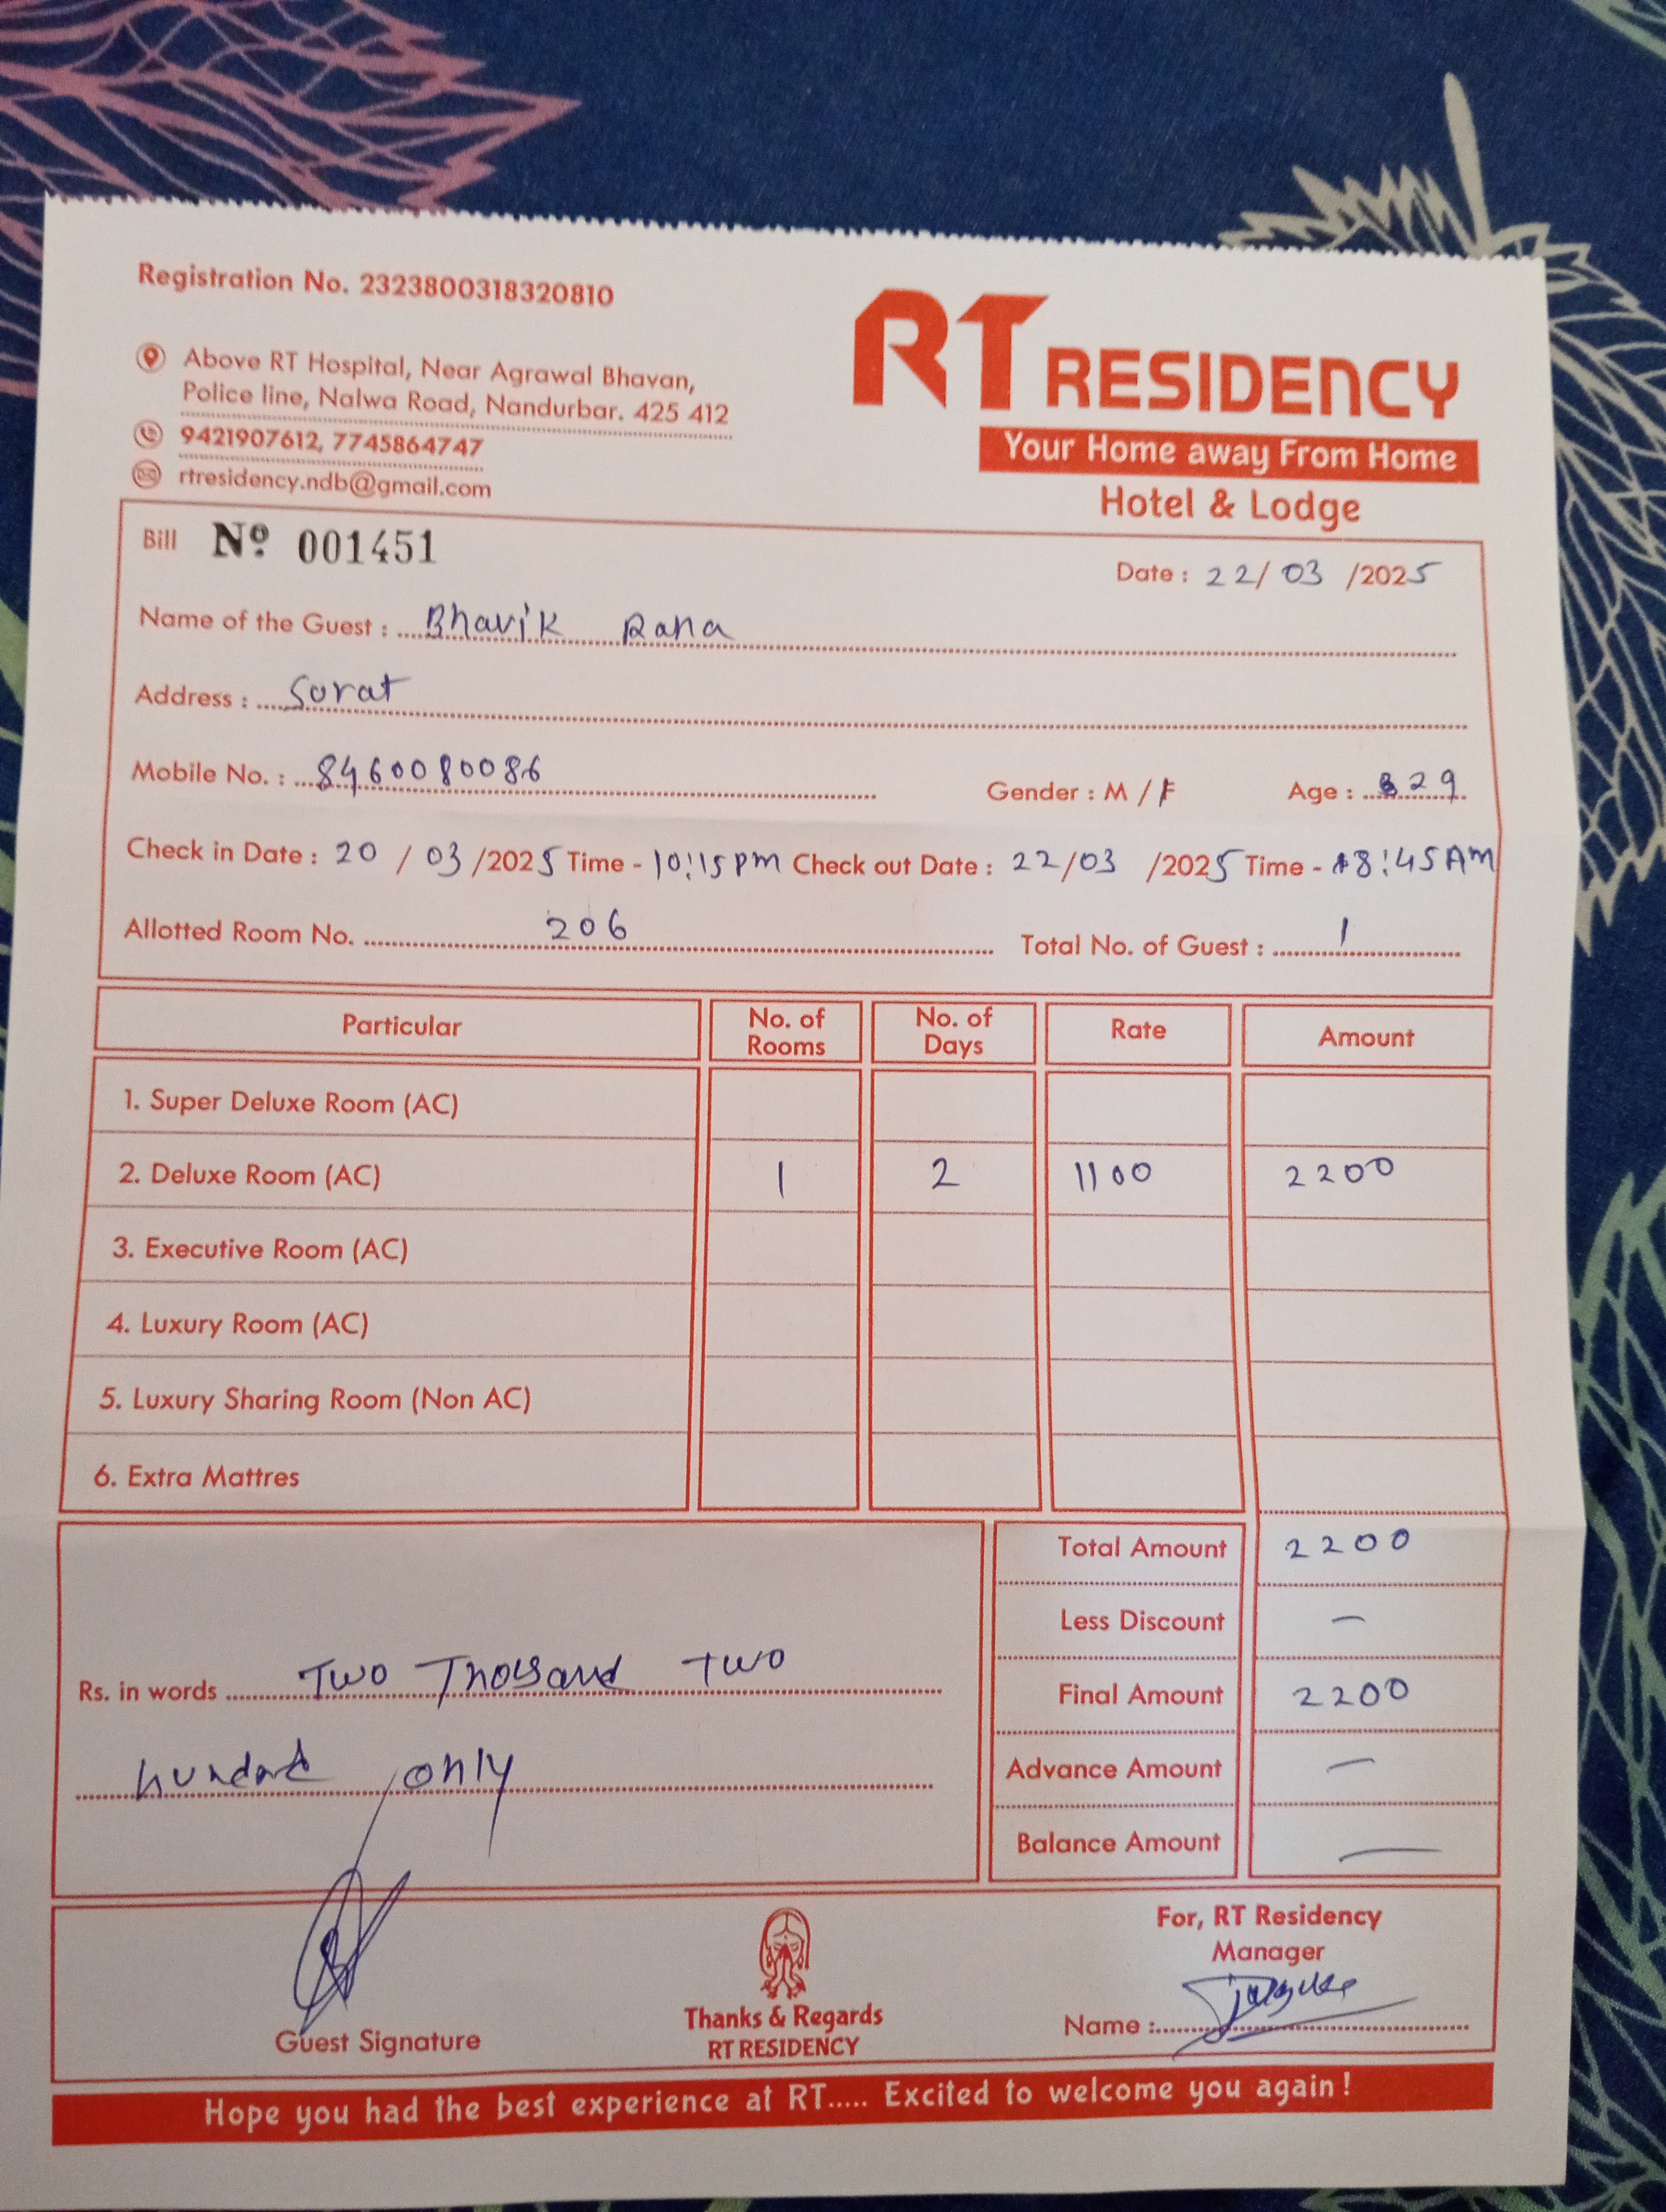 Registration No. 2323800318320810
Above RT Hospital, Near Agrawal Bhavan,
Police line, Nalwa Road, Nandurbar. 425 412
9421907612, 7745864747
rtresidency.ndb@gmail.com
RT RESIDENCY
Your Home away From Home
Hotel & Lodge
Bill No 001451
Date : 22/ 03 /2025
Name of the Guest : Bhavik Rana
Address : Surat
Mobile No. : 8460080086 Gender : M / F Age : 29
Check in Date : 20 / 03 /2025 Time - 10:15 pm Check out Date : 22/03 /2025 Time - 8:45 AM
Allotted Room No. 206 Total No. of Guest : 1
Particular No. of Rooms No. of Days Rate Amount
1. Super Deluxe Room (AC)
2. Deluxe Room (AC) 1 2 1100 2200
3. Executive Room (AC)
4. Luxury Room (AC)
5. Luxury Sharing Room (Non AC)
6. Extra Mattres
Total Amount 2200
Less Discount —
Final Amount 2200
Advance Amount —
Balance Amount —
Rs. in words Two Thousand Two
hundard only
For, RT Residency
Manager
Name :
Guest Signature
Thanks & Regards
RT RESIDENCY
Hope you had the best experience at RT..... Excited to welcome you again !